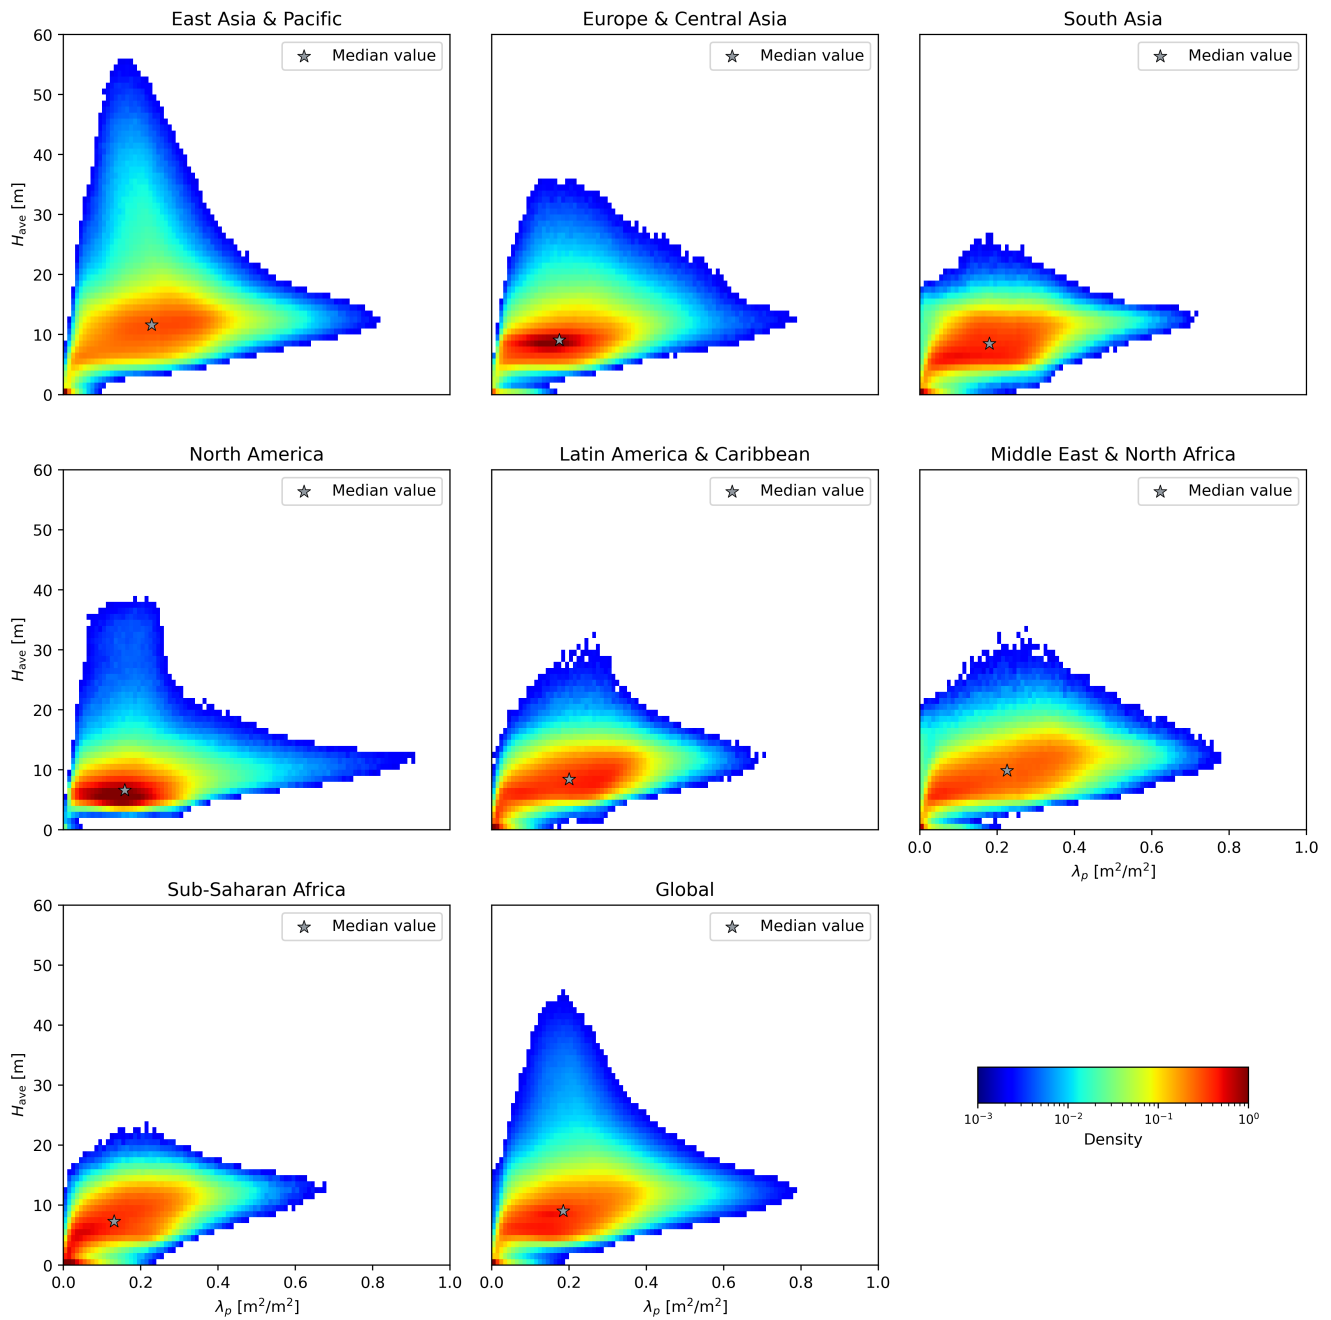 East Asia & Pacific
Europe & Central Asia
South Asia
Median value
Median value
Median value
60
50
40
30
20
10
0
H_ave [m]
North America
Latin America & Caribbean
Middle East & North Africa
Median value
Median value
Median value
60
50
40
30
20
10
0
H_ave [m]
0.0 0.2 0.4 0.6 0.8 1.0
λ_p [m²/m²]
Sub-Saharan Africa
Global
Median value
Median value
60
50
40
30
20
10
0
H_ave [m]
0.0 0.2 0.4 0.6 0.8 1.0
0.0 0.2 0.4 0.6 0.8 1.0
λ_p [m²/m²]
λ_p [m²/m²]
10⁻³ 10⁻² 10⁻¹ 10⁰
Density